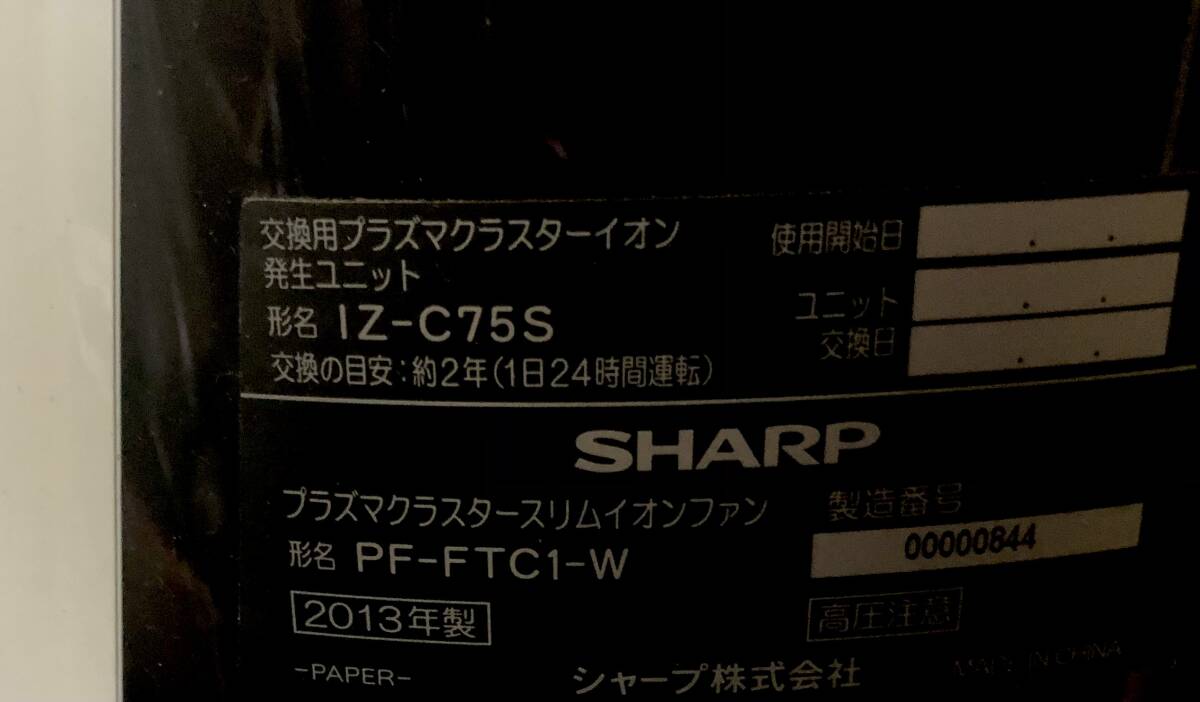 交換用プラズマクラスターイオン
発生ユニット
形名 IZ-C75S
交換の目安:約2年(1日24時間運転)
使用開始日
ユニット
交換日
SHARP
プラズマクラスタースリムイオンファン
形名 PF-FTC1-W
製造番号
00000844
2013年製
高圧注意
-PAPER-
シャープ株式会社
MADE IN CHINA